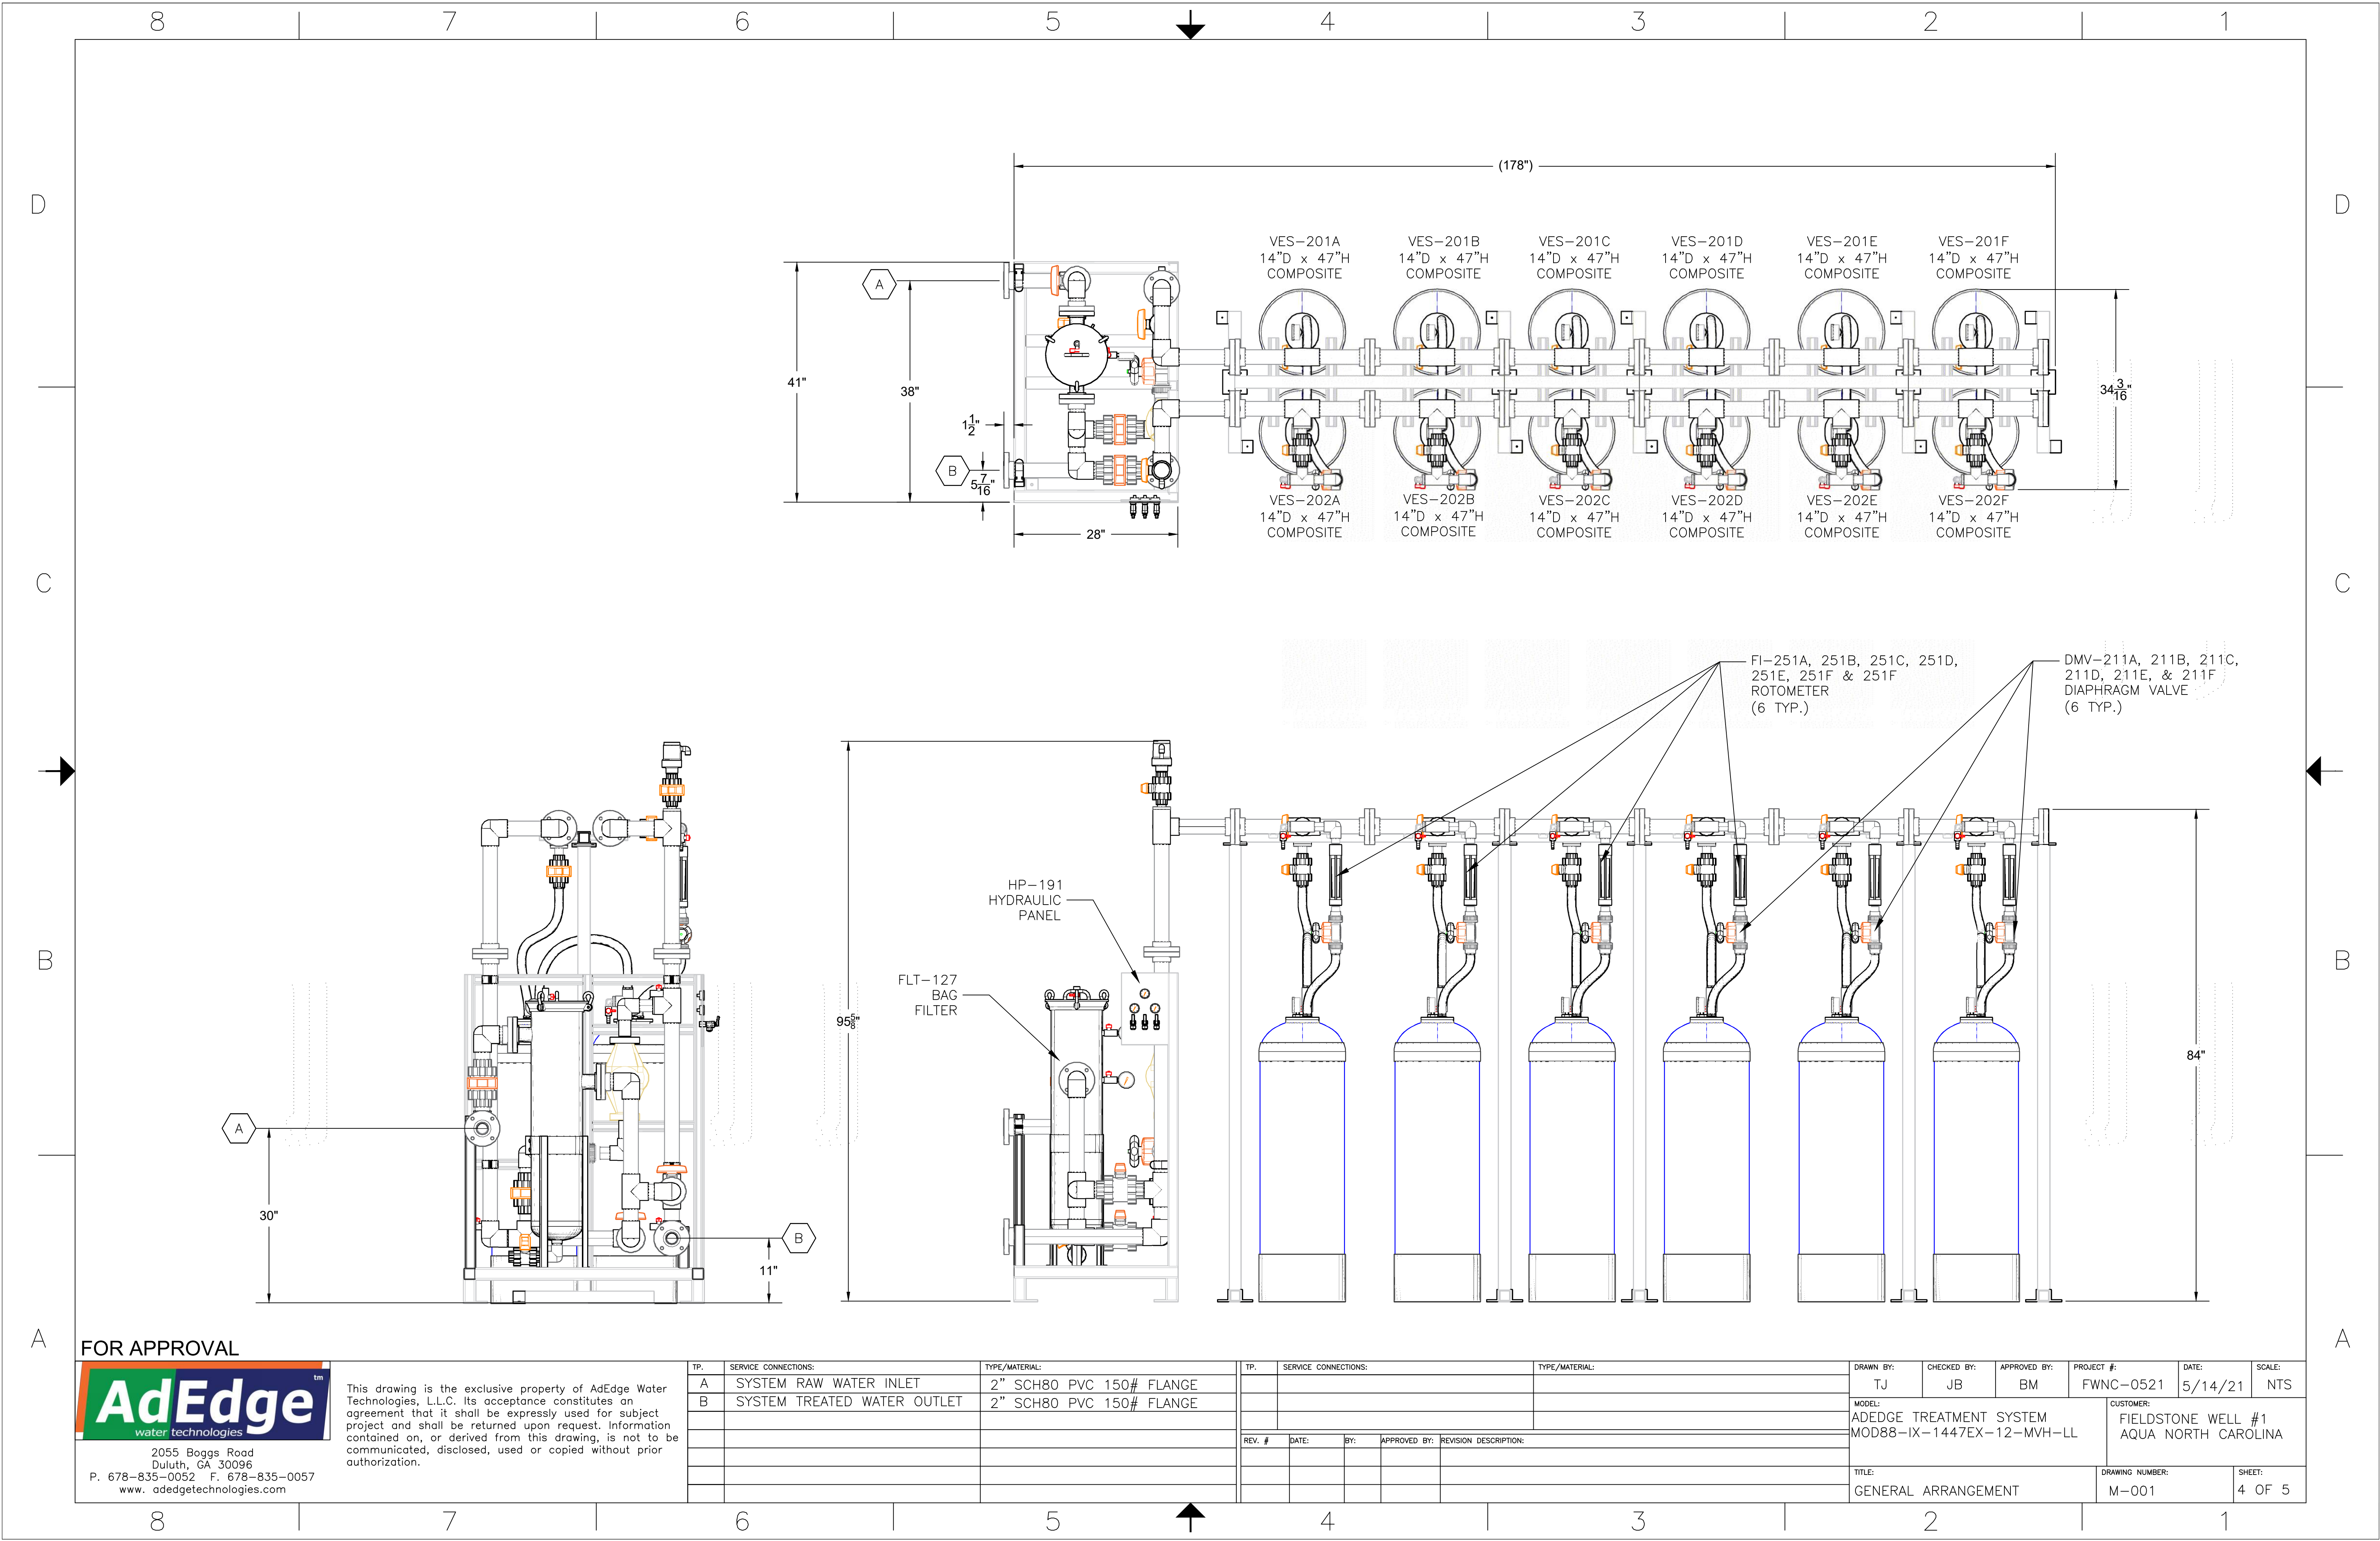 8 7 6 5 4 3 2 1
D D
(178")
VES-201A
14"D x 47"H
COMPOSITE
VES-201B
14"D x 47"H
COMPOSITE
VES-201C
14"D x 47"H
COMPOSITE
VES-201D
14"D x 47"H
COMPOSITE
VES-201E
14"D x 47"H
COMPOSITE
VES-201F
14"D x 47"H
COMPOSITE
A
41"
38"
1 1/2"
B
5 7/16"
28"
34 3/16"
VES-202A
14"D x 47"H
COMPOSITE
VES-202B
14"D x 47"H
COMPOSITE
VES-202C
14"D x 47"H
COMPOSITE
VES-202D
14"D x 47"H
COMPOSITE
VES-202E
14"D x 47"H
COMPOSITE
VES-202F
14"D x 47"H
COMPOSITE
C C
FI-251A, 251B, 251C, 251D,
251E, 251F & 251F
ROTOMETER
(6 TYP.)
DMV-211A, 211B, 211C,
211D, 211E, & 211F
DIAPHRAGM VALVE
(6 TYP.)
HP-191
HYDRAULIC
PANEL
FLT-127
BAG
FILTER
B B
95 5/8"
84"
A
30"
B
11"
A A
FOR APPROVAL
AdEdge tm
water technologies
2055 Boggs Road
Duluth, GA 30096
P. 678-835-0052 F. 678-835-0057
www. adedgetechnologies.com
This drawing is the exclusive property of AdEdge Water
Technologies, L.L.C. Its acceptance constitutes an
agreement that it shall be expressly used for subject
project and shall be returned upon request. Information
contained on, or derived from this drawing, is not to be
communicated, disclosed, used or copied without prior
authorization.
TP. SERVICE CONNECTIONS: TYPE/MATERIAL:
A SYSTEM RAW WATER INLET 2" SCH80 PVC 150# FLANGE
B SYSTEM TREATED WATER OUTLET 2" SCH80 PVC 150# FLANGE
TP. SERVICE CONNECTIONS: TYPE/MATERIAL:
REV. # DATE: BY: APPROVED BY: REVISION DESCRIPTION:
DRAWN BY: CHECKED BY: APPROVED BY: PROJECT #: DATE: SCALE:
TJ JB BM FWNC-0521 5/14/21 NTS
MODEL:
ADEDGE TREATMENT SYSTEM
MOD88-IX-1447EX-12-MVH-LL
CUSTOMER:
FIELDSTONE WELL #1
AQUA NORTH CAROLINA
TITLE:
GENERAL ARRANGEMENT
DRAWING NUMBER:
M-001
SHEET:
4 OF 5
8 7 6 5 4 3 2 1